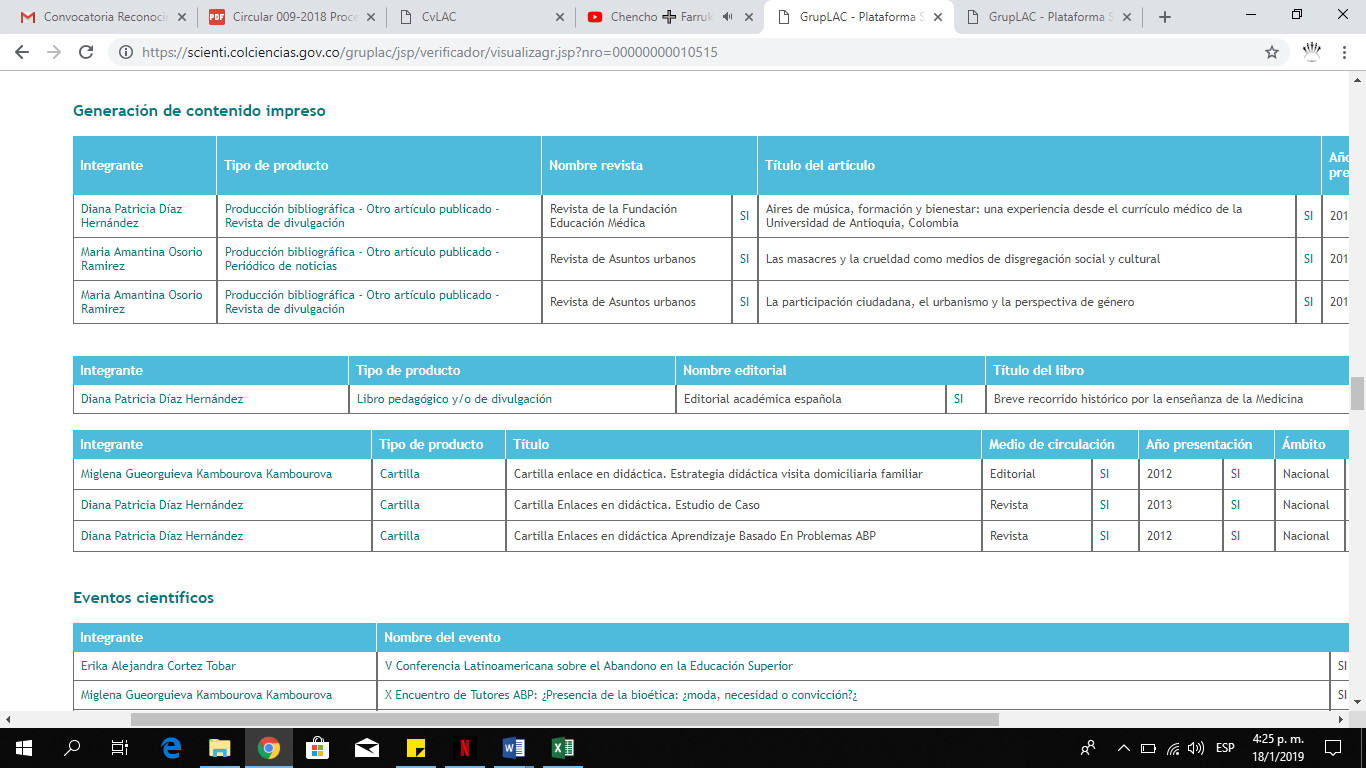 Convocatoria Reconoci
Circular 009-2018 Proce
CvLAC
Chencho ✚ Farruk
GrupLAC - Plataforma S
GrupLAC - Plataforma S
https://scienti.colciencias.gov.co/gruplac/jsp/verificador/visualizagr.jsp?nro=00000000010515
Generación de contenido impreso
Integrante Tipo de producto Nombre revista Título del artículo Año
pre
Diana Patricia Díaz Hernández Producción bibliográfica - Otro artículo publicado - Revista de divulgación Revista de la Fundación Educación Médica SI Aires de música, formación y bienestar: una experiencia desde el currículo médico de la Universidad de Antioquia, Colombia SI 201
Maria Amantina Osorio Ramirez Producción bibliográfica - Otro artículo publicado - Periódico de noticias Revista de Asuntos urbanos SI Las masacres y la crueldad como medios de disgregación social y cultural SI 201
Maria Amantina Osorio Ramirez Producción bibliográfica - Otro artículo publicado - Revista de divulgación Revista de Asuntos urbanos SI La participación ciudadana, el urbanismo y la perspectiva de género SI 201
Integrante Tipo de producto Nombre editorial Título del libro
Diana Patricia Díaz Hernández Libro pedagógico y/o de divulgación Editorial académica española SI Breve recorrido histórico por la enseñanza de la Medicina
Integrante Tipo de producto Título Medio de circulación Año presentación Ámbito
Miglena Gueorguieva Kambourova Kambourova Cartilla Cartilla enlace en didáctica. Estrategia didáctica visita domiciliaria familiar Editorial SI 2012 SI Nacional
Diana Patricia Díaz Hernández Cartilla Cartilla Enlaces en didáctica. Estudio de Caso Revista SI 2013 SI Nacional
Diana Patricia Díaz Hernández Cartilla Cartilla Enlaces en didáctica Aprendizaje Basado En Problemas ABP Revista SI 2012 SI Nacional
Eventos científicos
Integrante Nombre del evento
Erika Alejandra Cortez Tobar V Conferencia Latinoamericana sobre el Abandono en la Educación Superior SI
Miglena Gueorguieva Kambourova Kambourova X Encuentro de Tutores ABP: ¿Presencia de la bioética: ¿moda, necesidad o convicción?¿ SI
ESP
4:25 p. m.
18/1/2019